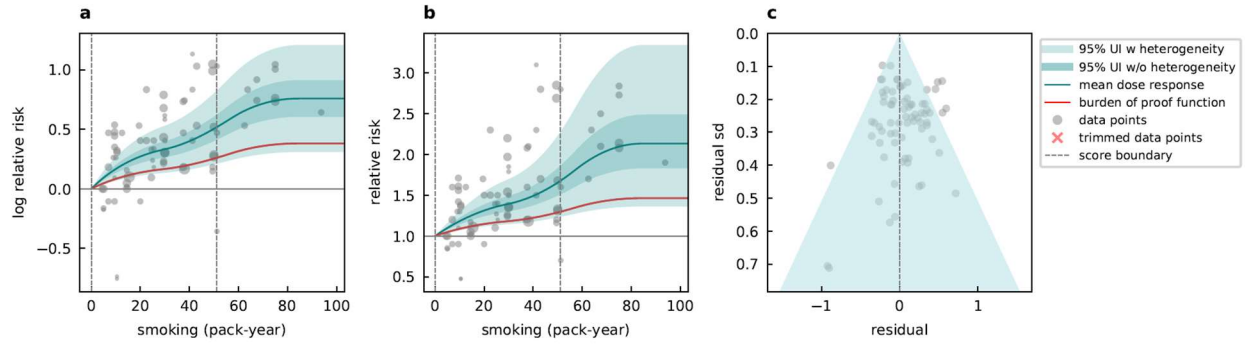 a
1.0
0.5
0.0
−0.5
log relative risk
0 20 40 60 80 100
smoking (pack-year)
b
3.0
2.5
2.0
1.5
1.0
0.5
relative risk
0 20 40 60 80 100
smoking (pack-year)
c
0.0
0.1
0.2
0.3
0.4
0.5
0.6
0.7
residual sd
−1 0 1
residual
95% UI w heterogeneity
95% UI w/o heterogeneity
mean dose response
burden of proof function
data points
trimmed data points
score boundary